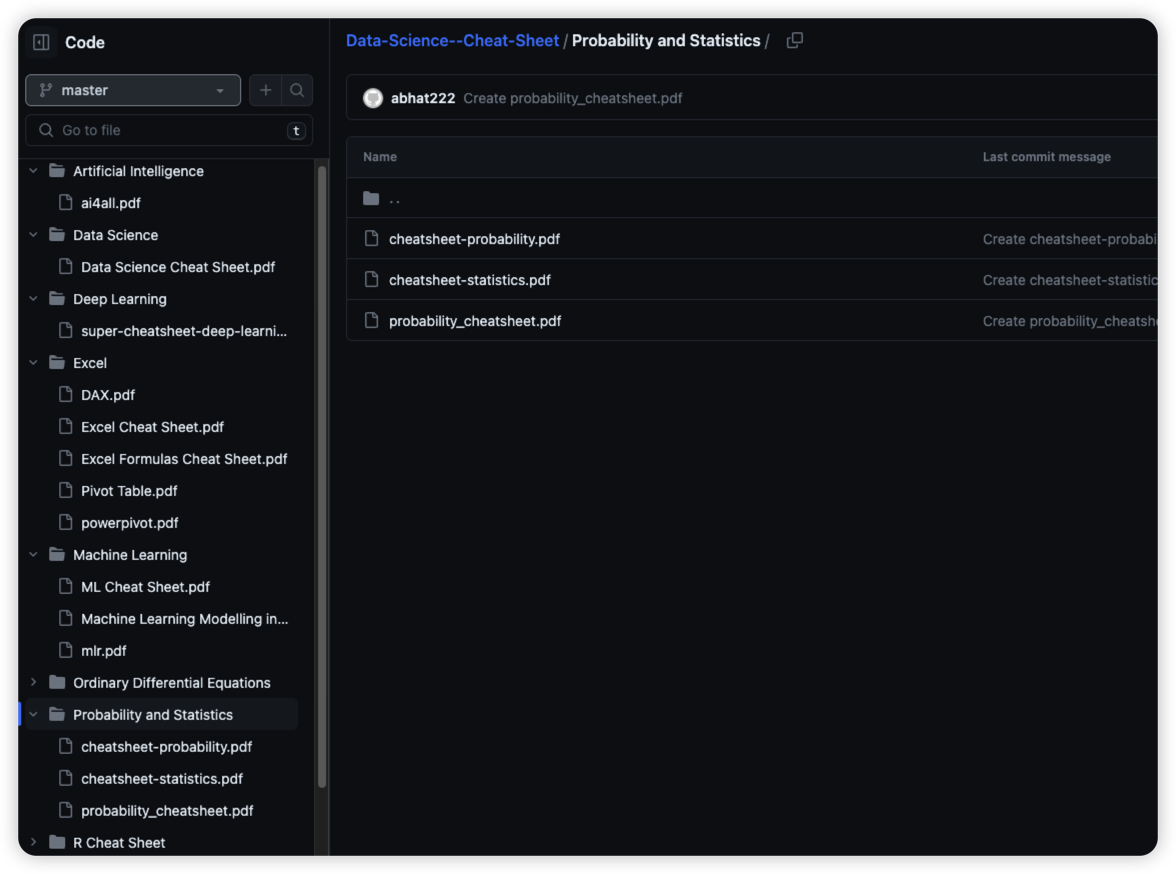 Code
master
Go to file
t
Artificial Intelligence
ai4all.pdf
Data Science
Data Science Cheat Sheet.pdf
Deep Learning
super-cheatsheet-deep-learni...
Excel
DAX.pdf
Excel Cheat Sheet.pdf
Excel Formulas Cheat Sheet.pdf
Pivot Table.pdf
powerpivot.pdf
Machine Learning
ML Cheat Sheet.pdf
Machine Learning Modelling in...
mlr.pdf
Ordinary Differential Equations
Probability and Statistics
cheatsheet-probability.pdf
cheatsheet-statistics.pdf
probability_cheatsheet.pdf
R Cheat Sheet
Data-Science--Cheat-Sheet / Probability and Statistics /
abhat222 Create probability_cheatsheet.pdf
Name Last commit message
..
cheatsheet-probability.pdf Create cheatsheet-probabi
cheatsheet-statistics.pdf Create cheatsheet-statistic
probability_cheatsheet.pdf Create probability_cheatshe